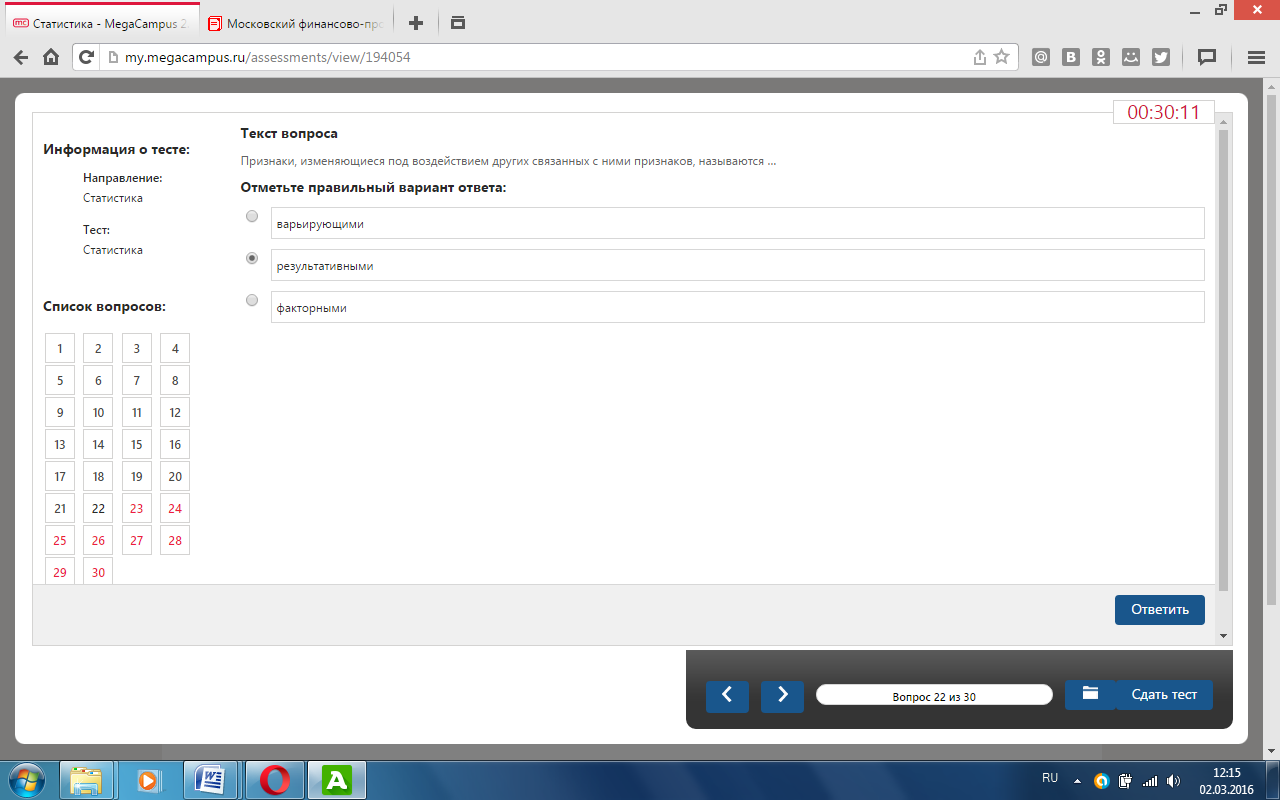 Статистика - MegaCampus 2.
Московский финансово-про
my.megacampus.ru/assessments/view/194054
00:30:11
Информация о тесте:
Направление:
Статистика
Тест:
Статистика
Список вопросов:
1 2 3 4
5 6 7 8
9 10 11 12
13 14 15 16
17 18 19 20
21 22 23 24
25 26 27 28
29 30
Текст вопроса
Признаки, изменяющиеся под воздействием других связанных с ними признаков, называются ...
Отметьте правильный вариант ответа:
варьирующими
результативными
факторными
Ответить
Вопрос 22 из 30
Сдать тест
RU
12:15
02.03.2016